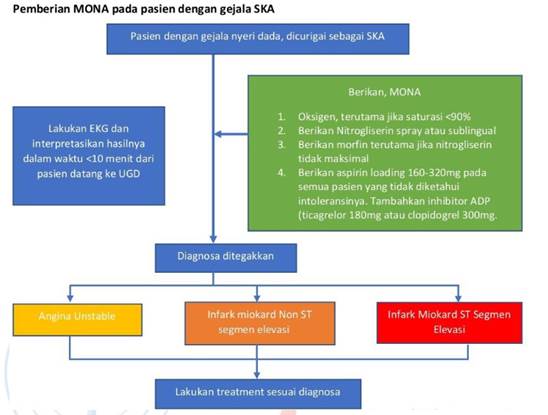 Pemberian MONA pada pasien dengan gejala SKA
Pasien dengan gejala nyeri dada, dicurigai sebagai SKA
Lakukan EKG dan
interpretasikan hasilnya
dalam waktu <10 menit dari
pasien datang ke UGD
Berikan, MONA
1. Oksigen, terutama jika saturasi <90%
2. Berikan Nitrogliserin spray atau sublingual
3. Berikan morfin terutama jika nitrogliserin
tidak maksimal
4. Berikan aspirin loading 160-320mg pada
semua pasien yang tidak diketahui
intoleransinya. Tambahkan inhibitor ADP
(ticagrelor 180mg atau clopidogrel 300mg.
Diagnosa ditegakkan
Angina Unstable
Infark miokard Non ST
segmen elevasi
Infark Miokard ST Segmen
Elevasi
Lakukan treatment sesuai diagnosa